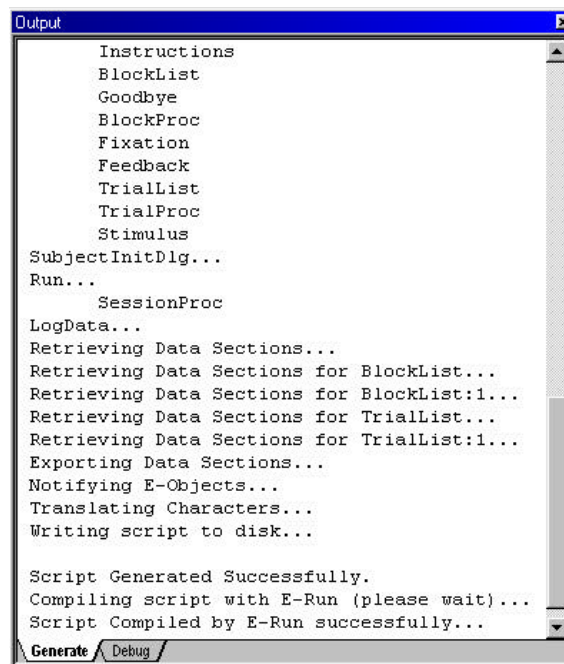 Output
Instructions
BlockList
Goodbye
BlockProc
Fixation
Feedback
TrialList
TrialProc
Stimulus
SubjectInitDlg...
Run...
SessionProc
LogData...
Retrieving Data Sections...
Retrieving Data Sections for BlockList...
Retrieving Data Sections for BlockList:1...
Retrieving Data Sections for TrialList...
Retrieving Data Sections for TrialList:1...
Exporting Data Sections...
Notifying E-Objects...
Translating Characters...
Writing script to disk...
Script Generated Successfully.
Compiling script with E-Run (please wait)...
Script Compiled by E-Run successfully...
Generate Debug